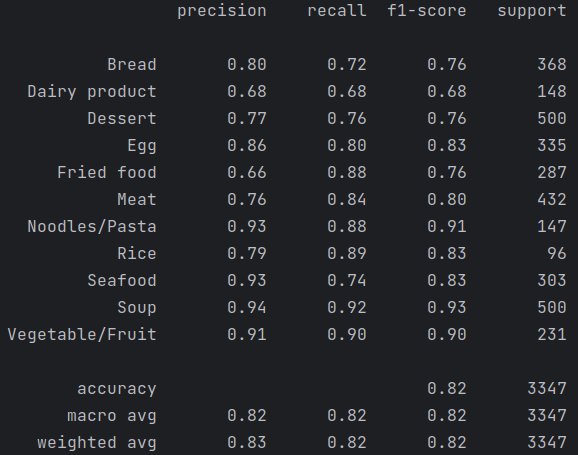 precision recall f1-score support
Bread 0.80 0.72 0.76 368
Dairy product 0.68 0.68 0.68 148
Dessert 0.77 0.76 0.76 500
Egg 0.86 0.80 0.83 335
Fried food 0.66 0.88 0.76 287
Meat 0.76 0.84 0.80 432
Noodles/Pasta 0.93 0.88 0.91 147
Rice 0.79 0.89 0.83 96
Seafood 0.93 0.74 0.83 303
Soup 0.94 0.92 0.93 500
Vegetable/Fruit 0.91 0.90 0.90 231
accuracy 0.82 3347
macro avg 0.82 0.82 0.82 3347
weighted avg 0.83 0.82 0.82 3347